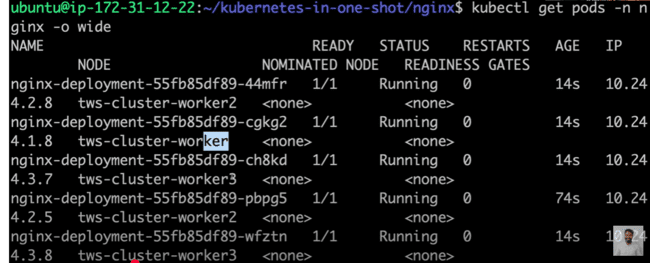 ubuntu@ip-172-31-12-22:~/kubernetes-in-one-shot/nginx$ kubectl get pods -n n
ginx -o wide
NAME READY STATUS RESTARTS AGE IP
NODE NOMINATED NODE READINESS GATES
nginx-deployment-55fb85df89-44mfr 1/1 Running 0 14s 10.24
4.2.8 tws-cluster-worker2 <none> <none>
nginx-deployment-55fb85df89-cgkg2 1/1 Running 0 14s 10.24
4.1.8 tws-cluster-worker <none> <none>
nginx-deployment-55fb85df89-ch8kd 1/1 Running 0 14s 10.24
4.3.7 tws-cluster-worker3 <none> <none>
nginx-deployment-55fb85df89-pbpg5 1/1 Running 0 74s 10.24
4.2.5 tws-cluster-worker2 <none> <none>
nginx-deployment-55fb85df89-wfztn 1/1 Running 0 14s 10.24
4.3.8 tws-cluster-worker3 <none> <none>